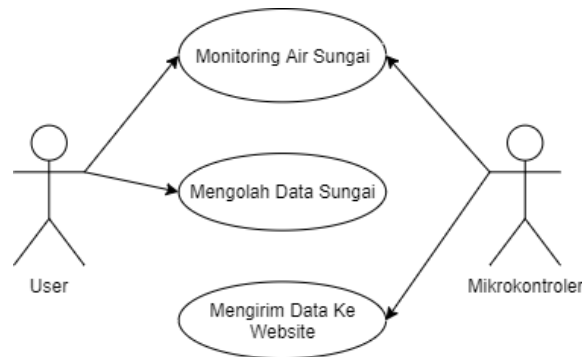 Monitoring Air Sungai
Mengolah Data Sungai
User
Mikrokontroler
Mengirim Data Ke
Website